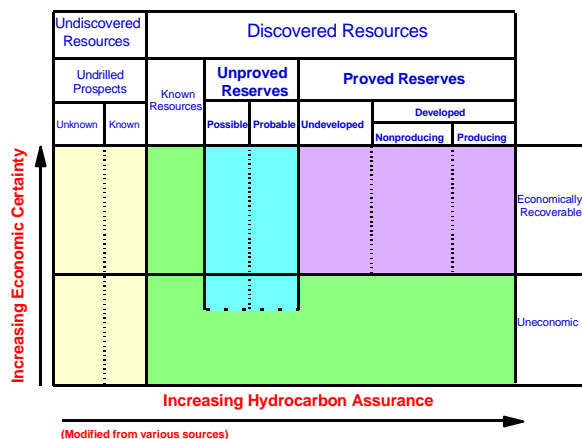 Undiscovered
Resources
Discovered Resources
Undrilled
Prospects
Known
Resources
Unproved
Reserves
Proved Reserves
Unknown
Known
Possible
Probable
Undeveloped
Developed
Nonproducing
Producing
Increasing Economic Certainty
Economically
Recoverable
Uneconomic
Increasing Hydrocarbon Assurance
(Modified from various sources)